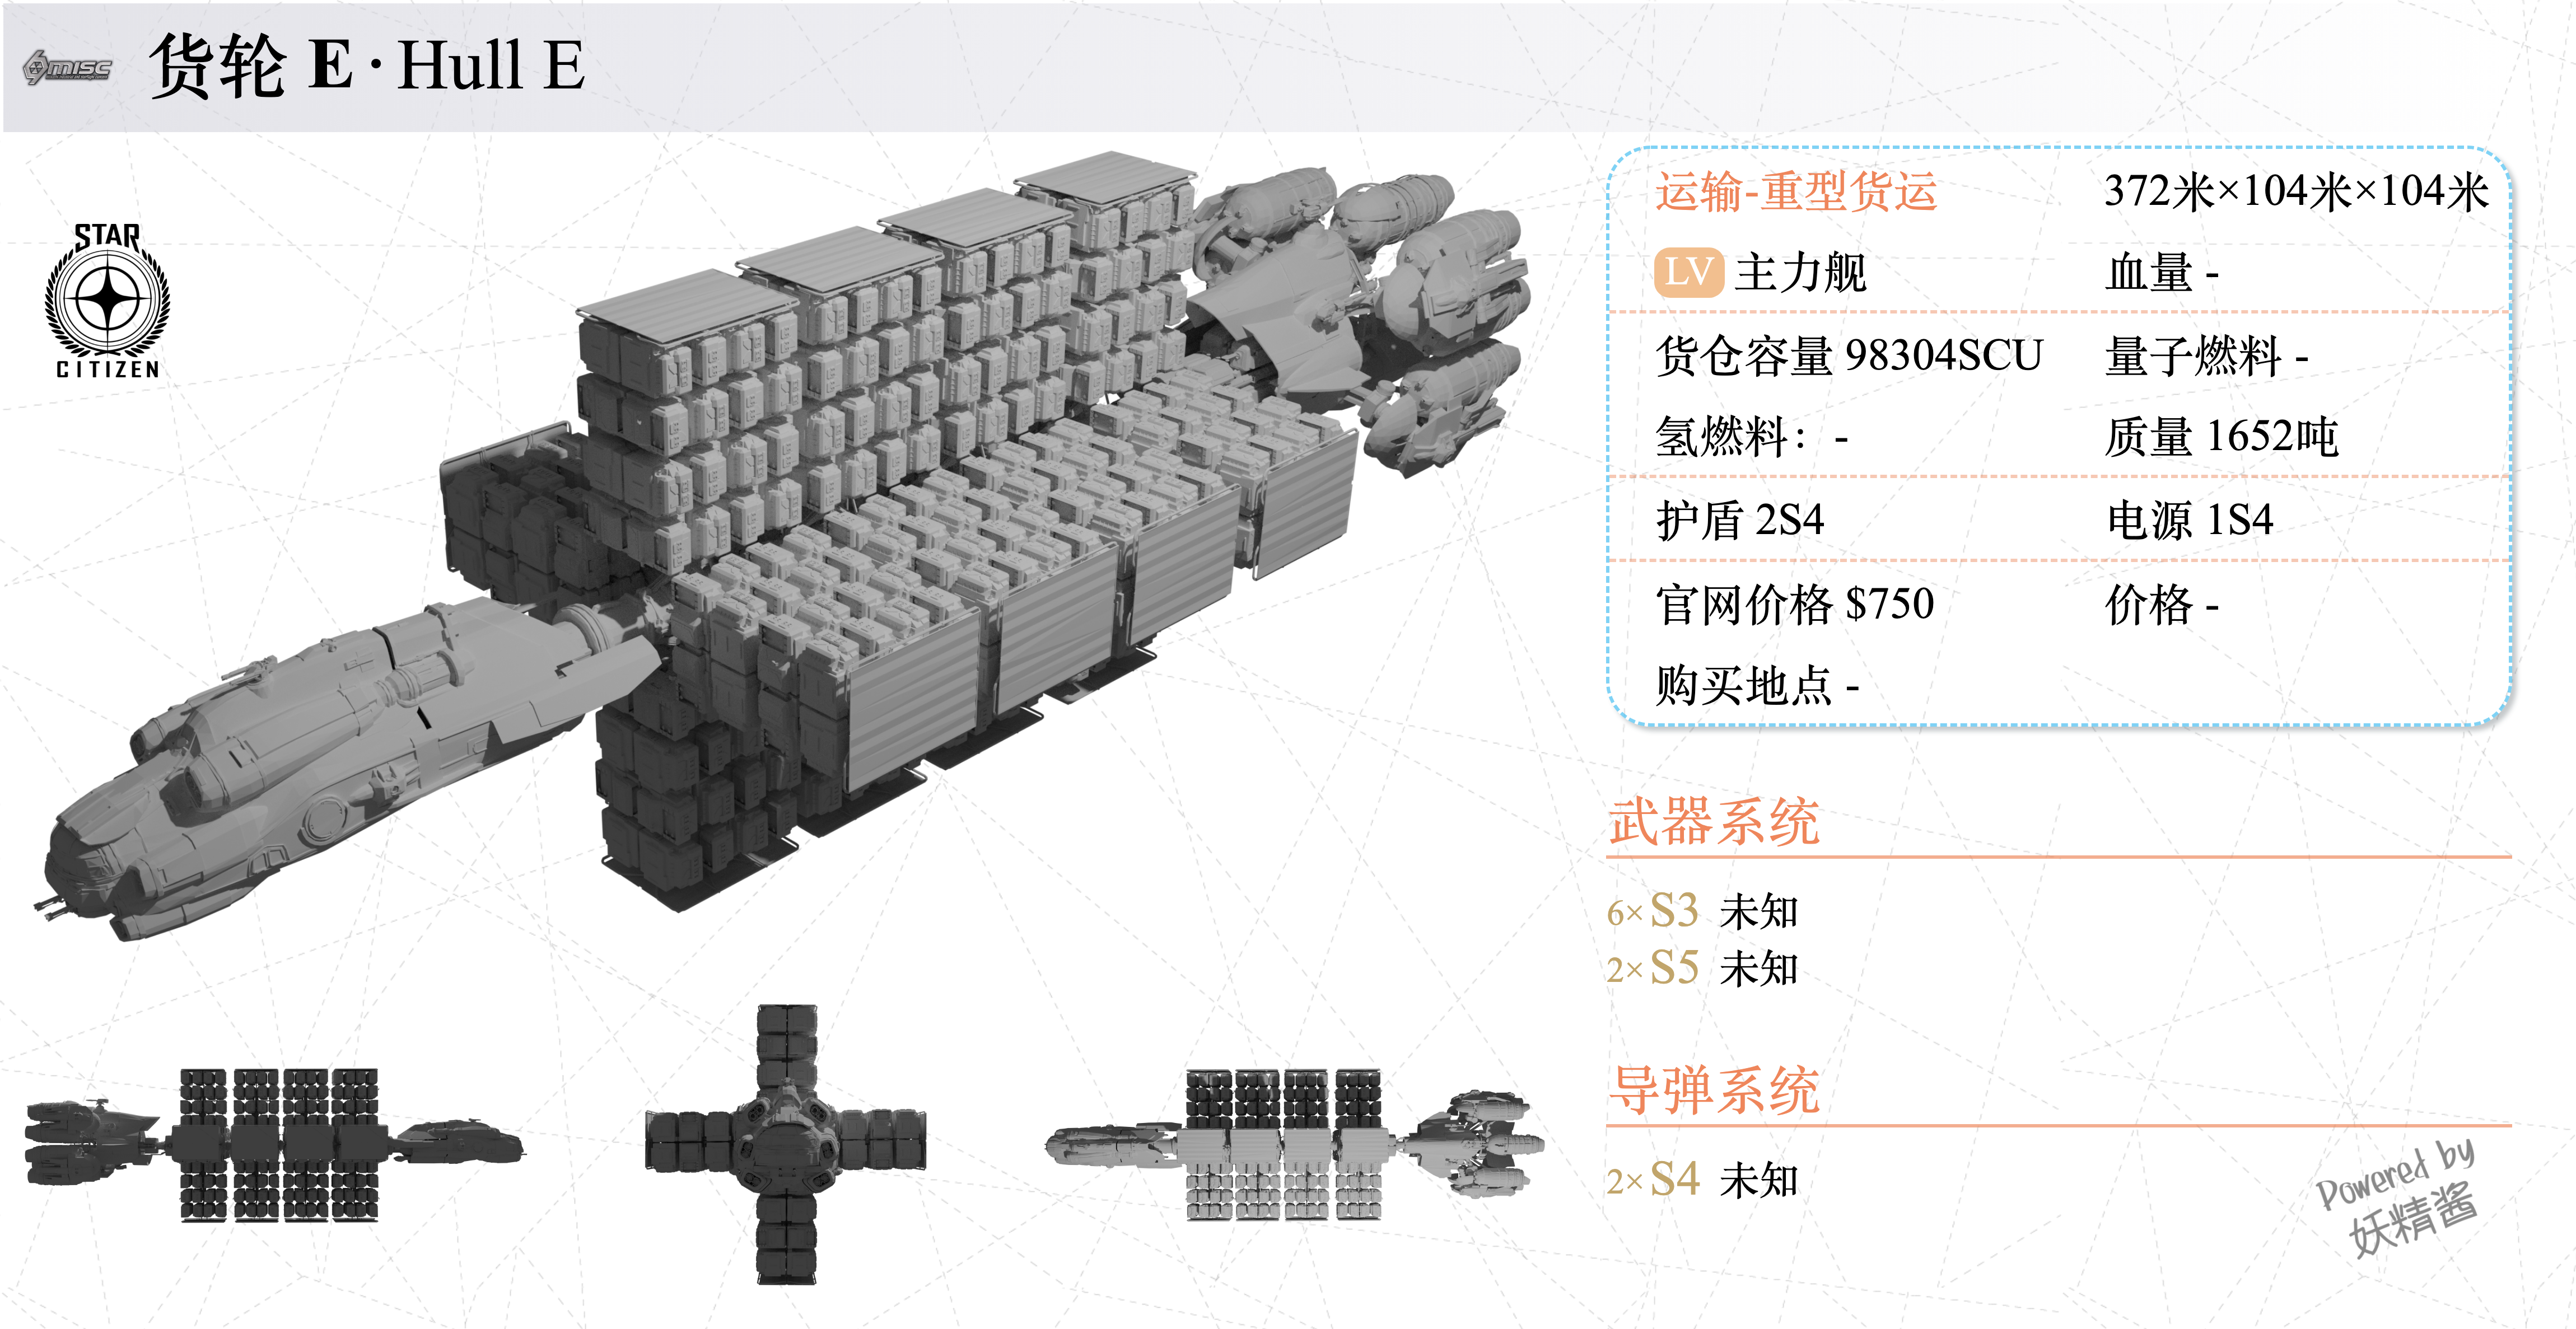 MISC
货轮 E · Hull E
STAR
CITIZEN
运输-重型货运 372米×104米×104米
LV 主力舰 血量 -
货仓容量 98304SCU 量子燃料 -
氢燃料： - 质量 1652吨
护盾 2S4 电源 1S4
官网价格 $750 价格 -
购买地点 -
武器系统
6× S3 未知
2× S5 未知
导弹系统
2× S4 未知
Powered by
妖精酱